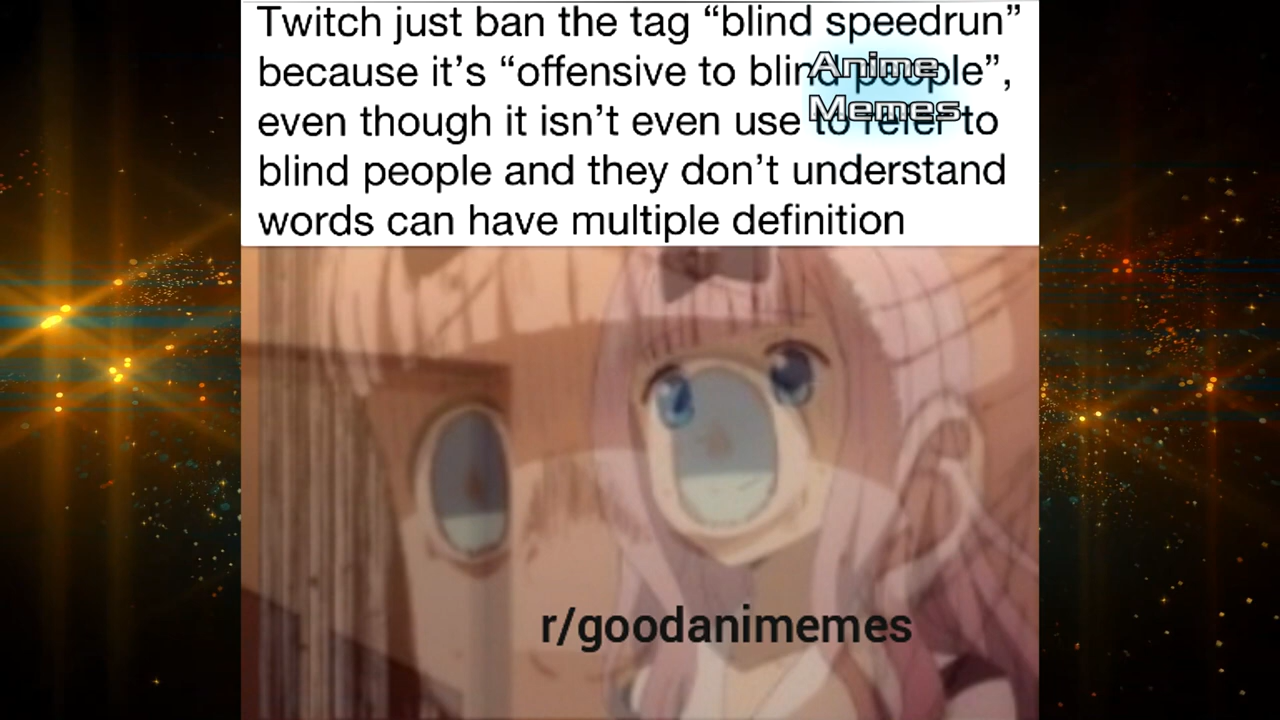 Twitch just ban the tag “blind speedrun”
because it’s “offensive to blind people”,
even though it isn’t even use to refer to
blind people and they don’t understand
words can have multiple definition
Anime
Memes
r/goodanimemes